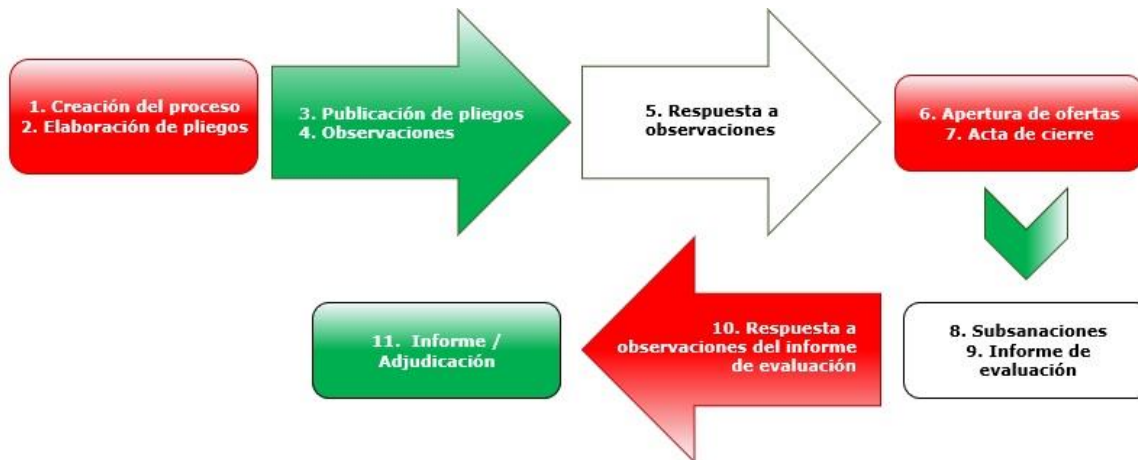 1. Creación del proceso
2. Elaboración de pliegos
3. Publicación de pliegos
4. Observaciones
5. Respuesta a
observaciones
6. Apertura de ofertas
7. Acta de cierre
8. Subsanaciones
9. Informe de
evaluación
10. Respuesta a
observaciones del informe
de evaluación
11. Informe /
Adjudicación